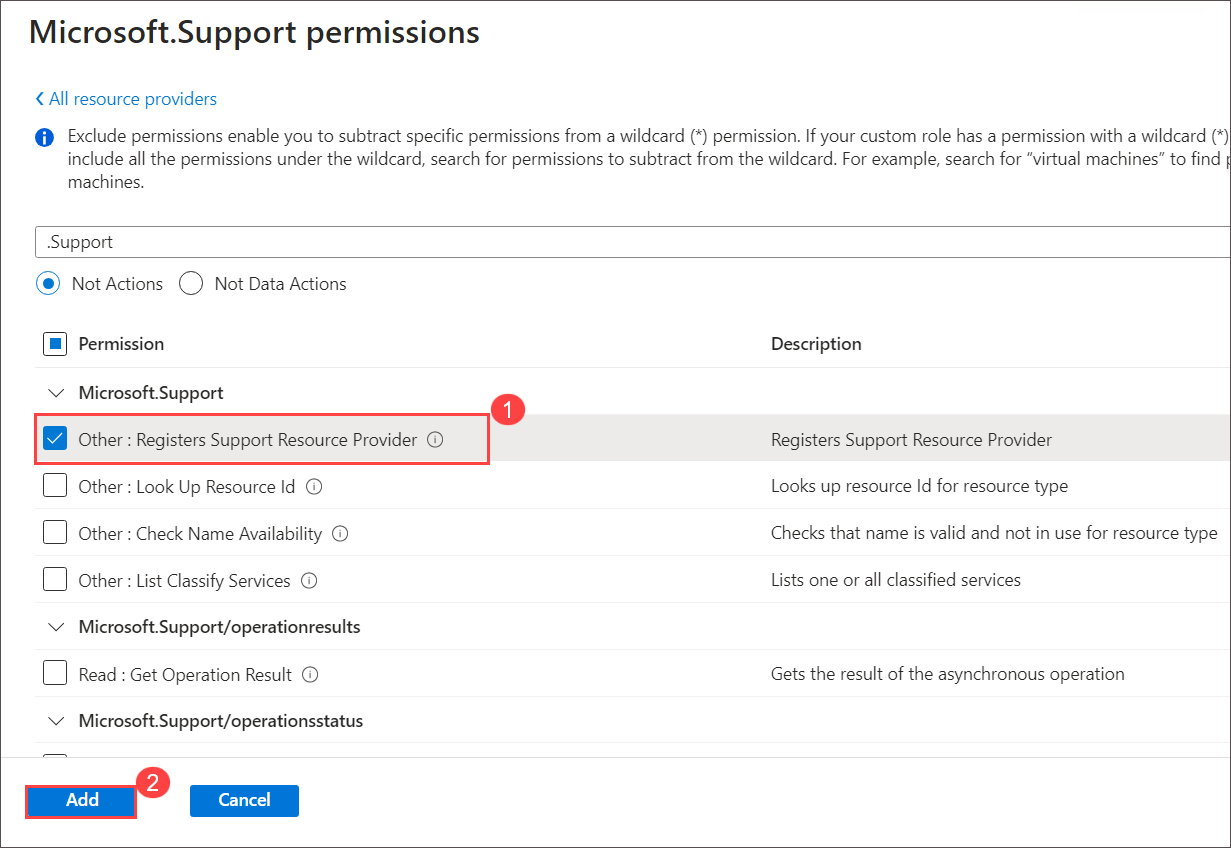 Microsoft.Support permissions
All resource providers
Exclude permissions enable you to subtract specific permissions from a wildcard (*) permission. If your custom role has a permission with a wildcard (*)
include all the permissions under the wildcard, search for permissions to subtract from the wildcard. For example, search for “virtual machines” to find
machines.
.Support
Not Actions Not Data Actions
Permission Description
Microsoft.Support
1
Other : Registers Support Resource Provider Registers Support Resource Provider
Other : Look Up Resource Id Looks up resource Id for resource type
Other : Check Name Availability Checks that name is valid and not in use for resource type
Other : List Classify Services Lists one or all classified services
Microsoft.Support/operationresults
Read : Get Operation Result Gets the result of the asynchronous operation
Microsoft.Support/operationsstatus
2
Add Cancel